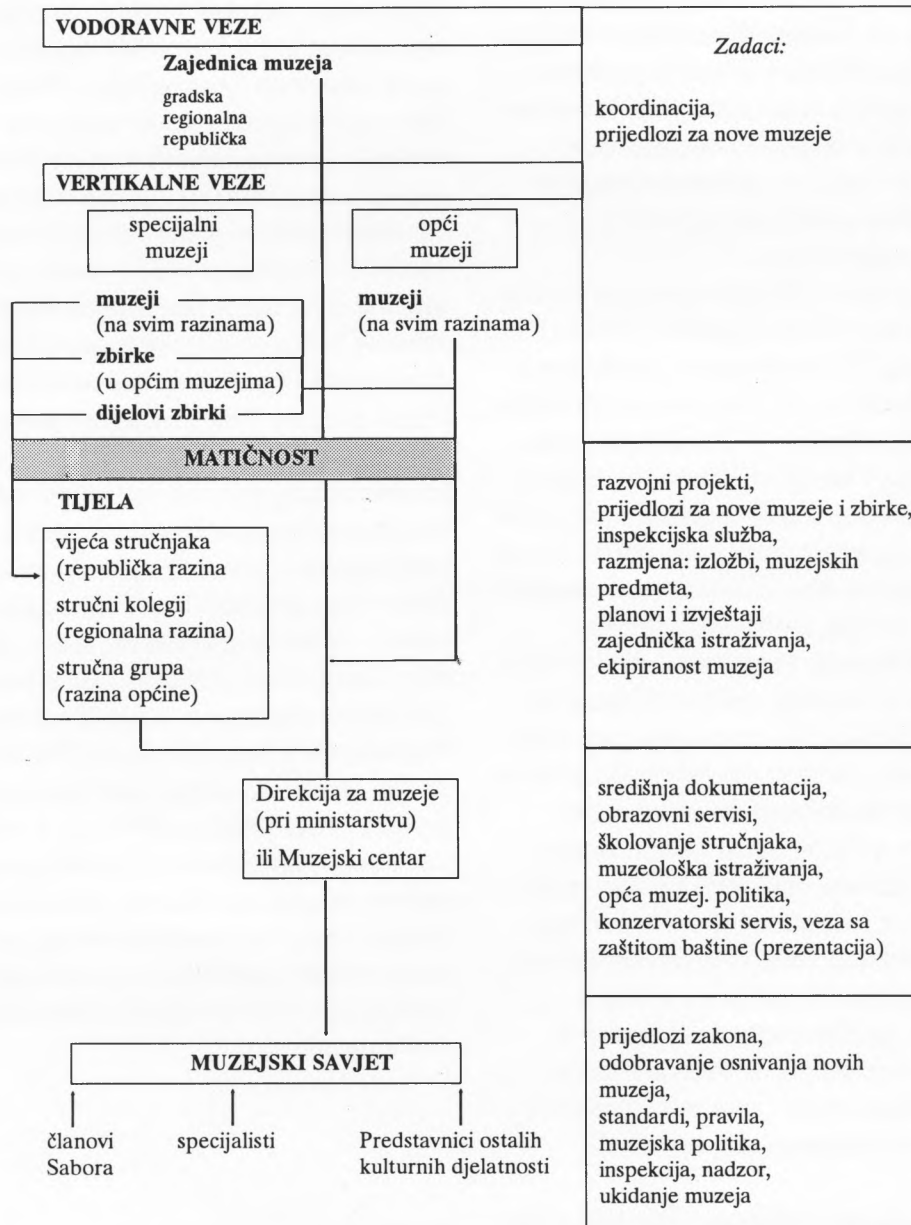 VODORAVNE VEZE
Zajednica muzeja
gradska
regionalna
republička
Zadaci:
koordinacija,
prijedlozi za nove muzeje
VERTIKALNE VEZE
specijalni
muzeji
opći
muzeji
muzeji
(na svim razinama)
zbirke
(u općim muzejima)
dijelovi zbirki
muzeji
(na svim razinama)
MATIČNOST
TIJELA
vijeća stručnjaka
(republička razina
stručni kolegij
(regionalna razina)
stručna grupa
(razina općine)
razvojni projekti,
prijedlozi za nove muzeje i zbirke,
inspekcijska služba,
razmjena: izložbi, muzejskih
predmeta,
planovi i izvještaji
zajednička istraživanja,
ekipiranost muzeja
Direkcija za muzeje
(pri ministarstvu)
ili Muzejski centar
središnja dokumentacija,
obrazovni servisi,
školovanje stručnjaka,
muzeološka istraživanja,
opća muzej. politika,
konzervatorski servis, veza sa
zaštitom baštine (prezentacija)
MUZEJSKI SAVJET
članovi
Sabora
specijalisti
Predstavnici ostalih
kulturnih djelatnosti
prijedlozi zakona,
odobravanje osnivanja novih
muzeja,
standardi, pravila,
muzejska politika,
inspekcija, nadzor,
ukidanje muzeja